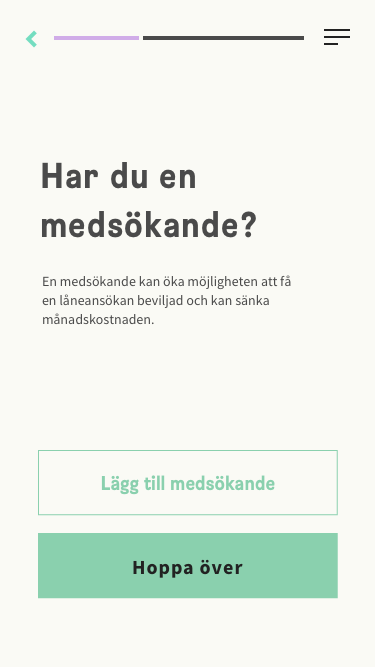 Har du en
medsökande?
En medsökande kan öka möjligheten att få
en låneansökan beviljad och kan sänka
månadskostnaden.
Lägg till medsökande
Hoppa över